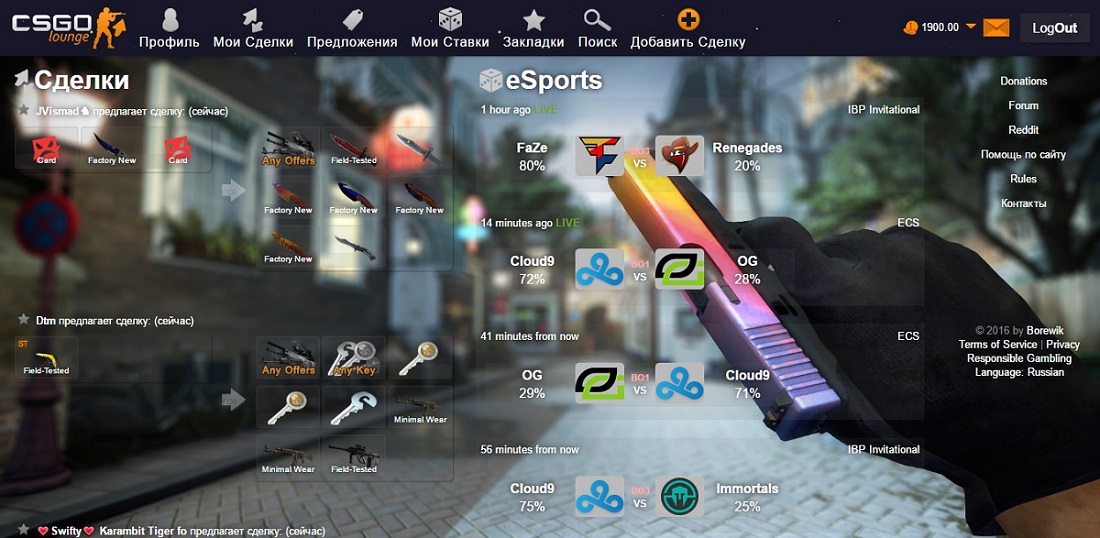 CSGO
lounge
Профиль
Мои Сделки
Предложения
Мои Ставки
Закладки
Поиск
Добавить Сделку
1900.00
LogOut
Сделки
JVismad♞ предлагает сделку: (сейчас)
Card
Factory New
Card
Any Offers
Field-Tested
Factory New
Factory New
Factory New
Factory New
Dtm предлагает сделку: (сейчас)
ST
Field-Tested
Any Offers
Any Key
Minimal Wear
Minimal Wear
Field-Tested
❤ Swifty❤ Karambit Tiger fo предлагает сделку: (сейчас)
eSports
1 hour ago LIVE
IBP Invitational
FaZe
80%
BO3
VS
Renegades
20%
14 minutes ago LIVE
ECS
Cloud9
72%
BO1
VS
OG
28%
41 minutes from now
ECS
OG
29%
BO1
VS
Cloud9
71%
56 minutes from now
IBP Invitational
Cloud9
75%
BO3
VS
Immortals
25%
Donations
Forum
Reddit
Помощь по сайту
Rules
Контакты
© 2016 by Borewik
Terms of Service | Privacy
Responsible Gambling
Language: Russian